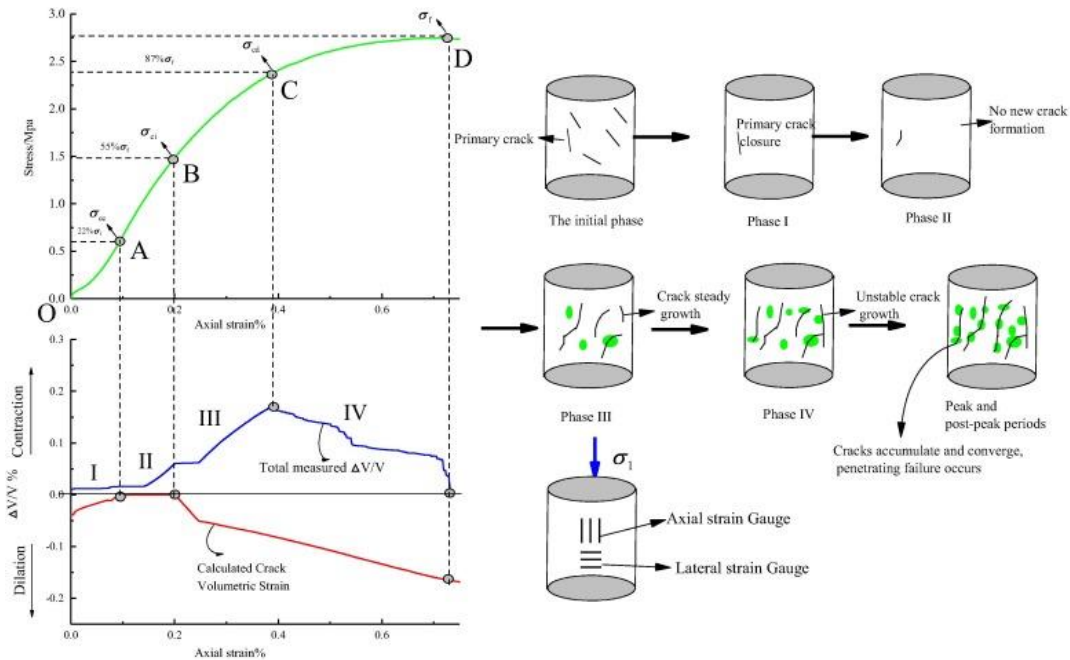 3.0
2.5
2.0
1.5
1.0
0.5
0.0
Stress/Mpa
σf
D
87%σf
σcd
C
55%σf
σci
B
σcc
22%σf
A
O
0.0
0.2
0.4
0.6
Axial strain%
0.2
0.1
0.0
-0.1
-0.2
ΔV/V %
Contraction
Dilation
I
II
III
IV
Total measured ΔV/V
Calculated Crack
Volumetric Strain
0.0
0.2
0.4
0.6
Axial strain%
Primary crack
The initial phase
Primary crack
closure
Phase I
No new crack
formation
Phase II
Crack steady
growth
Phase III
Unstable crack
growth
Phase IV
Peak and
post-peak periods
Cracks accumulate and converge,
penetrating failure occurs
σ1
Axial strain Gauge
Lateral strain Gauge